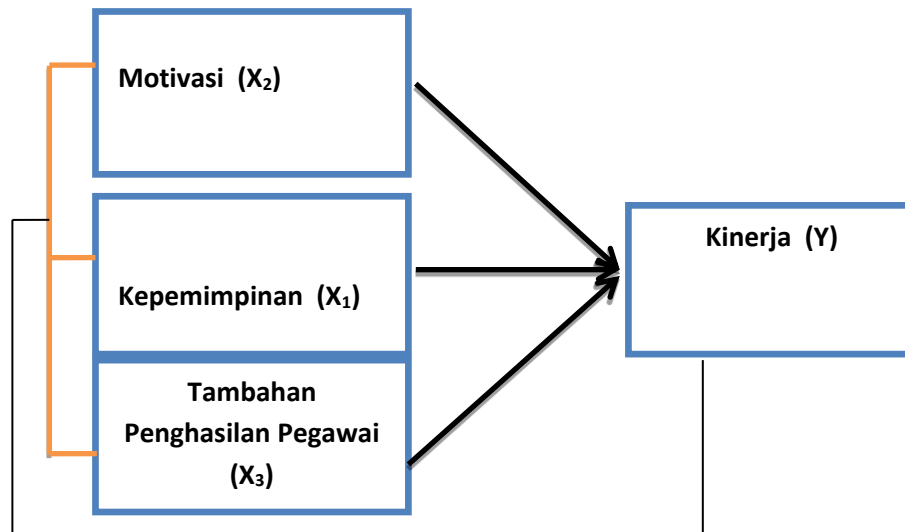 Motivasi (X₂)
Kepemimpinan (X₁)
Tambahan
Penghasilan Pegawai
(X₃)
Kinerja (Y)